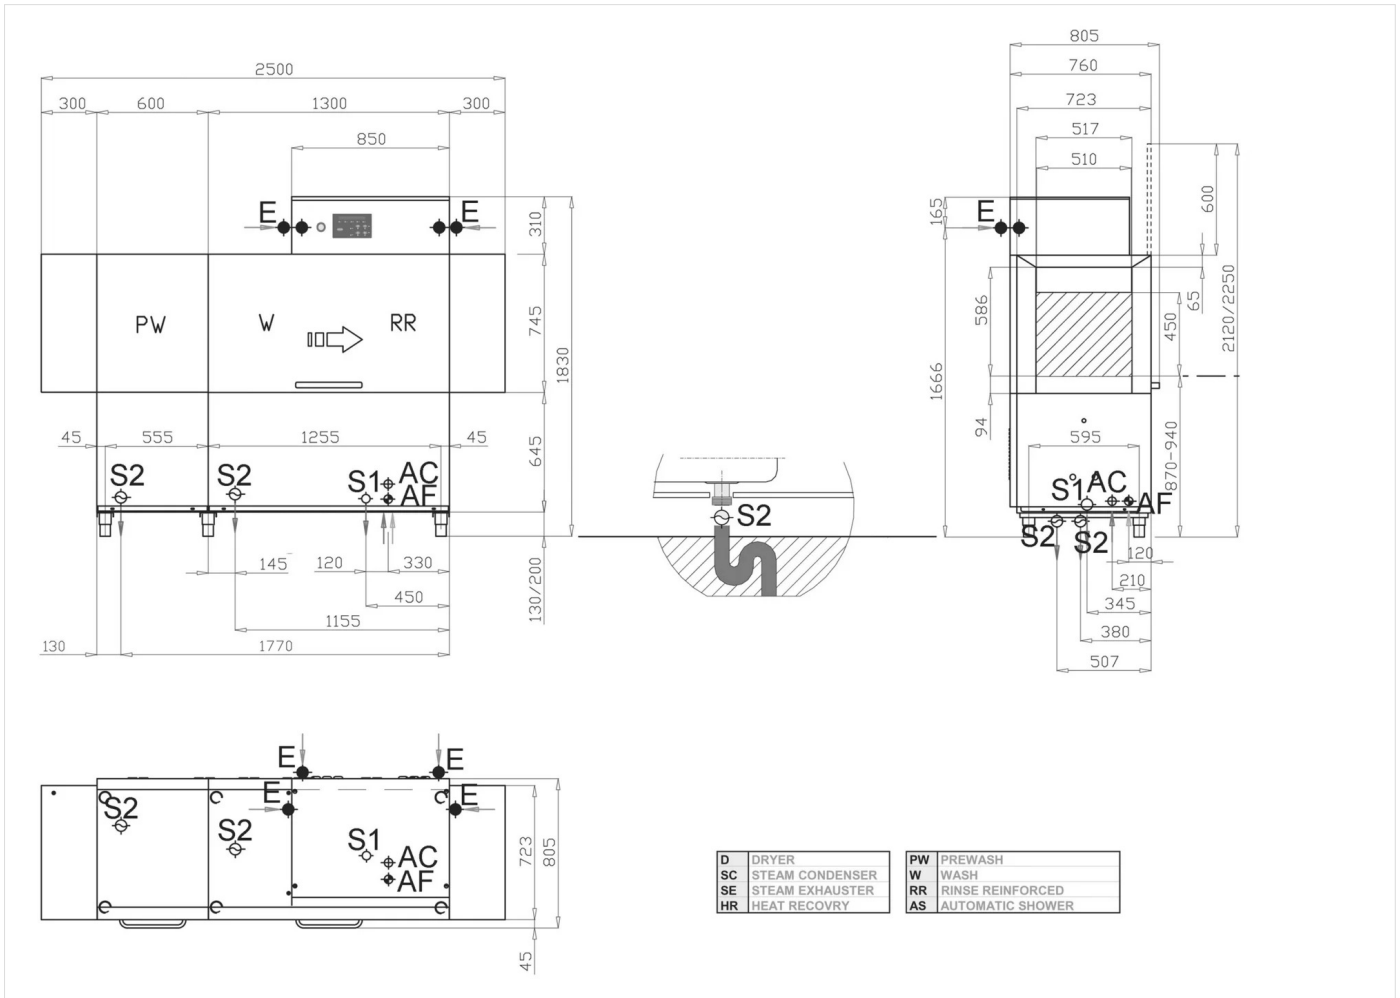 2500
300 600 1300 300
850
E E
310
745
1830
PW W RR
645
45 555 1255 45
S2 S2 S1 AC
AF
145 120 330
450
1155
130 1770
130/200
S2
805
760
723
517
510
600
165
E
65
586
450
2120/2250
1666
94
870-940
595
S1 AC AF
S2 S2
120
210
345
380
507
E E
E E
S2 S2 S1 AC
AF
723
805
45
D DRYER
SC STEAM CONDENSER
SE STEAM EXHAUSTER
HR HEAT RECOVRY
PW PREWASH
W WASH
RR RINSE REINFORCED
AS AUTOMATIC SHOWER